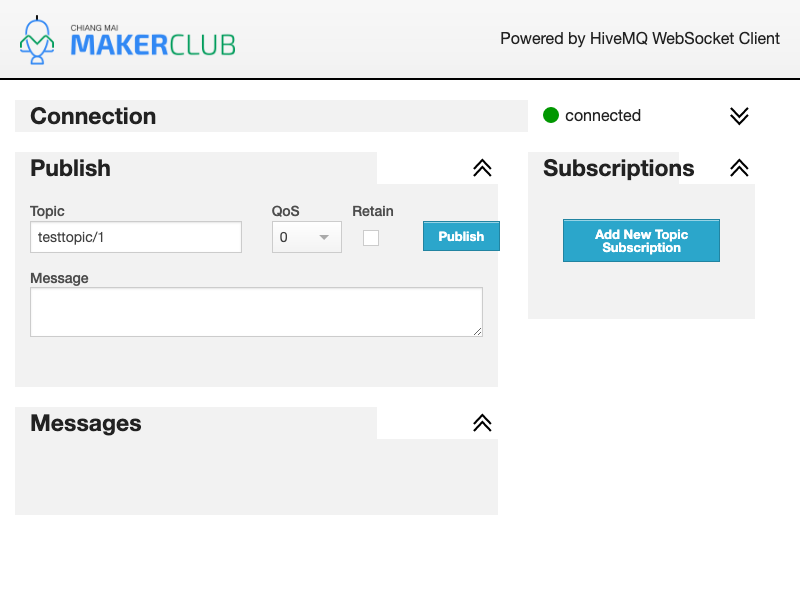 CHIANG MAI
MAKERCLUB
Powered by HiveMQ WebSocket Client
Connection
connected
Publish
Subscriptions
Topic
QoS
Retain
testtopic/1
0
Publish
Add New Topic
Subscription
Message
Messages